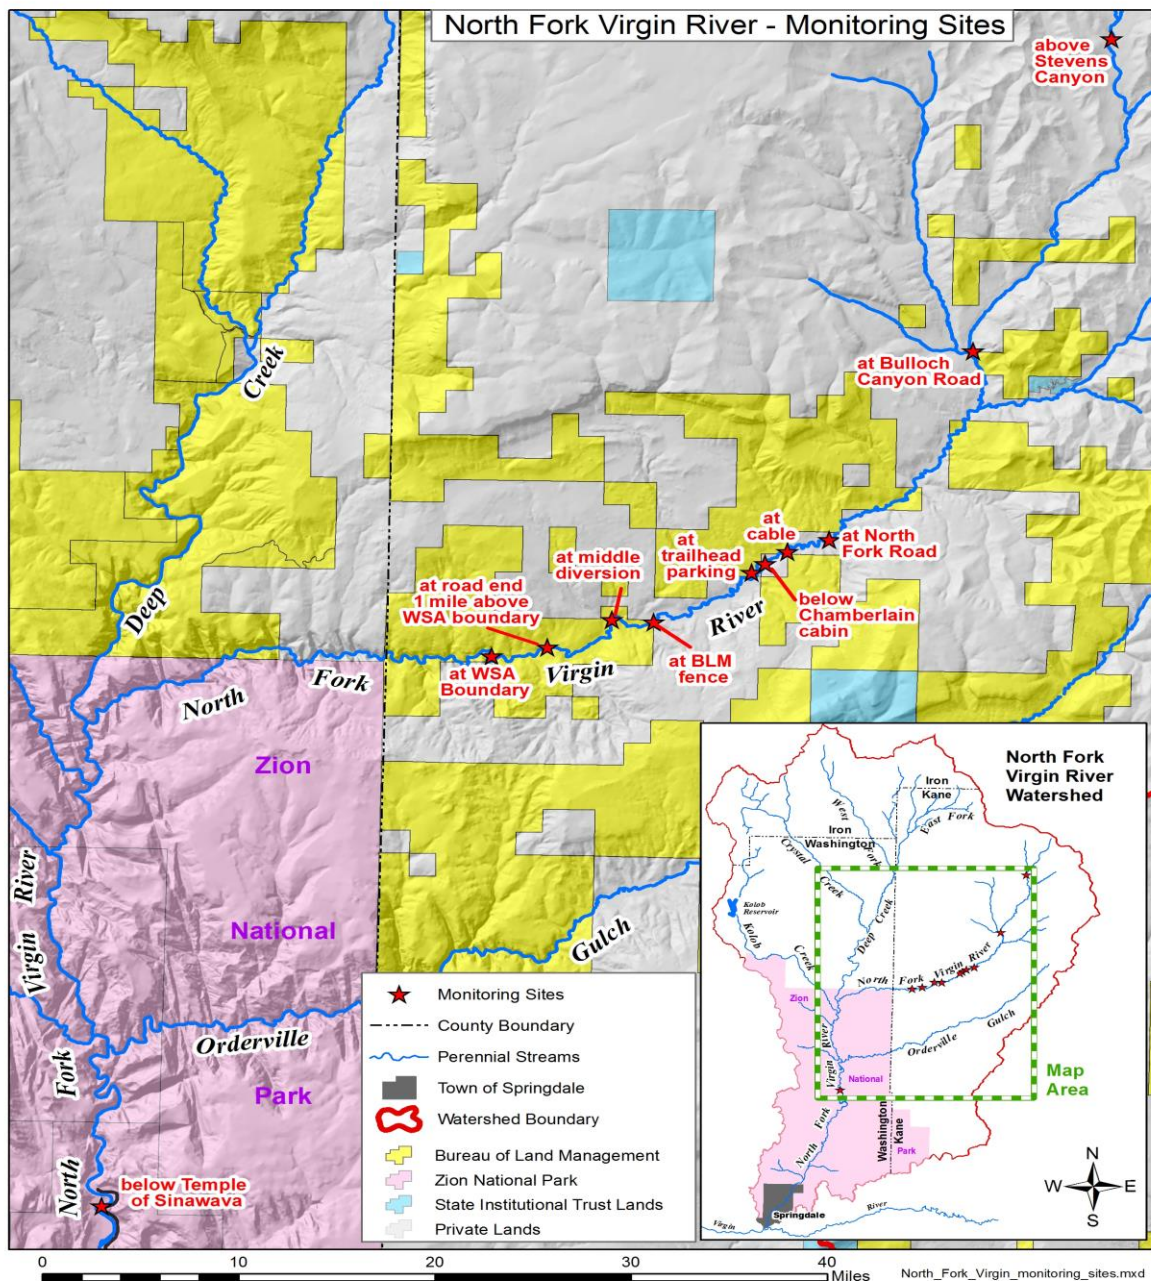 North Fork Virgin River - Monitoring Sites
above
Stevens
Canyon
at Bulloch
Canyon Road
Creek
at
cable
at North
Fork Road
at
trailhead
parking
at middle
diversion
at road end
1 mile above
WSA boundary
below
Chamberlain
cabin
River
Deep
at BLM
fence
Virgin
at WSA
Boundary
Fork
North
Zion
National
Park
River
Virgin
Fork
North
Gulch
Orderville
below Temple
of Sinawava
Monitoring Sites
County Boundary
Perennial Streams
Town of Springdale
Watershed Boundary
Bureau of Land Management
Zion National Park
State Institutional Trust Lands
Private Lands
North Fork
Virgin River
Watershed
Iron
Kane
West
Fork
East Fork
Iron
Washington
Crystal
Creek
Kolob
Reservoir
Kolob
Creek
Deep
Creek
North Fork Virgin River
Zion
River
Virgin
Orderville Gulch
National
Map
Area
North Fork
Washington
Kane
Park
Springdale
Virgin River
N
W E
S
0 10 20 30 40
Miles
North_Fork_Virgin_monitoring_sites.mxd